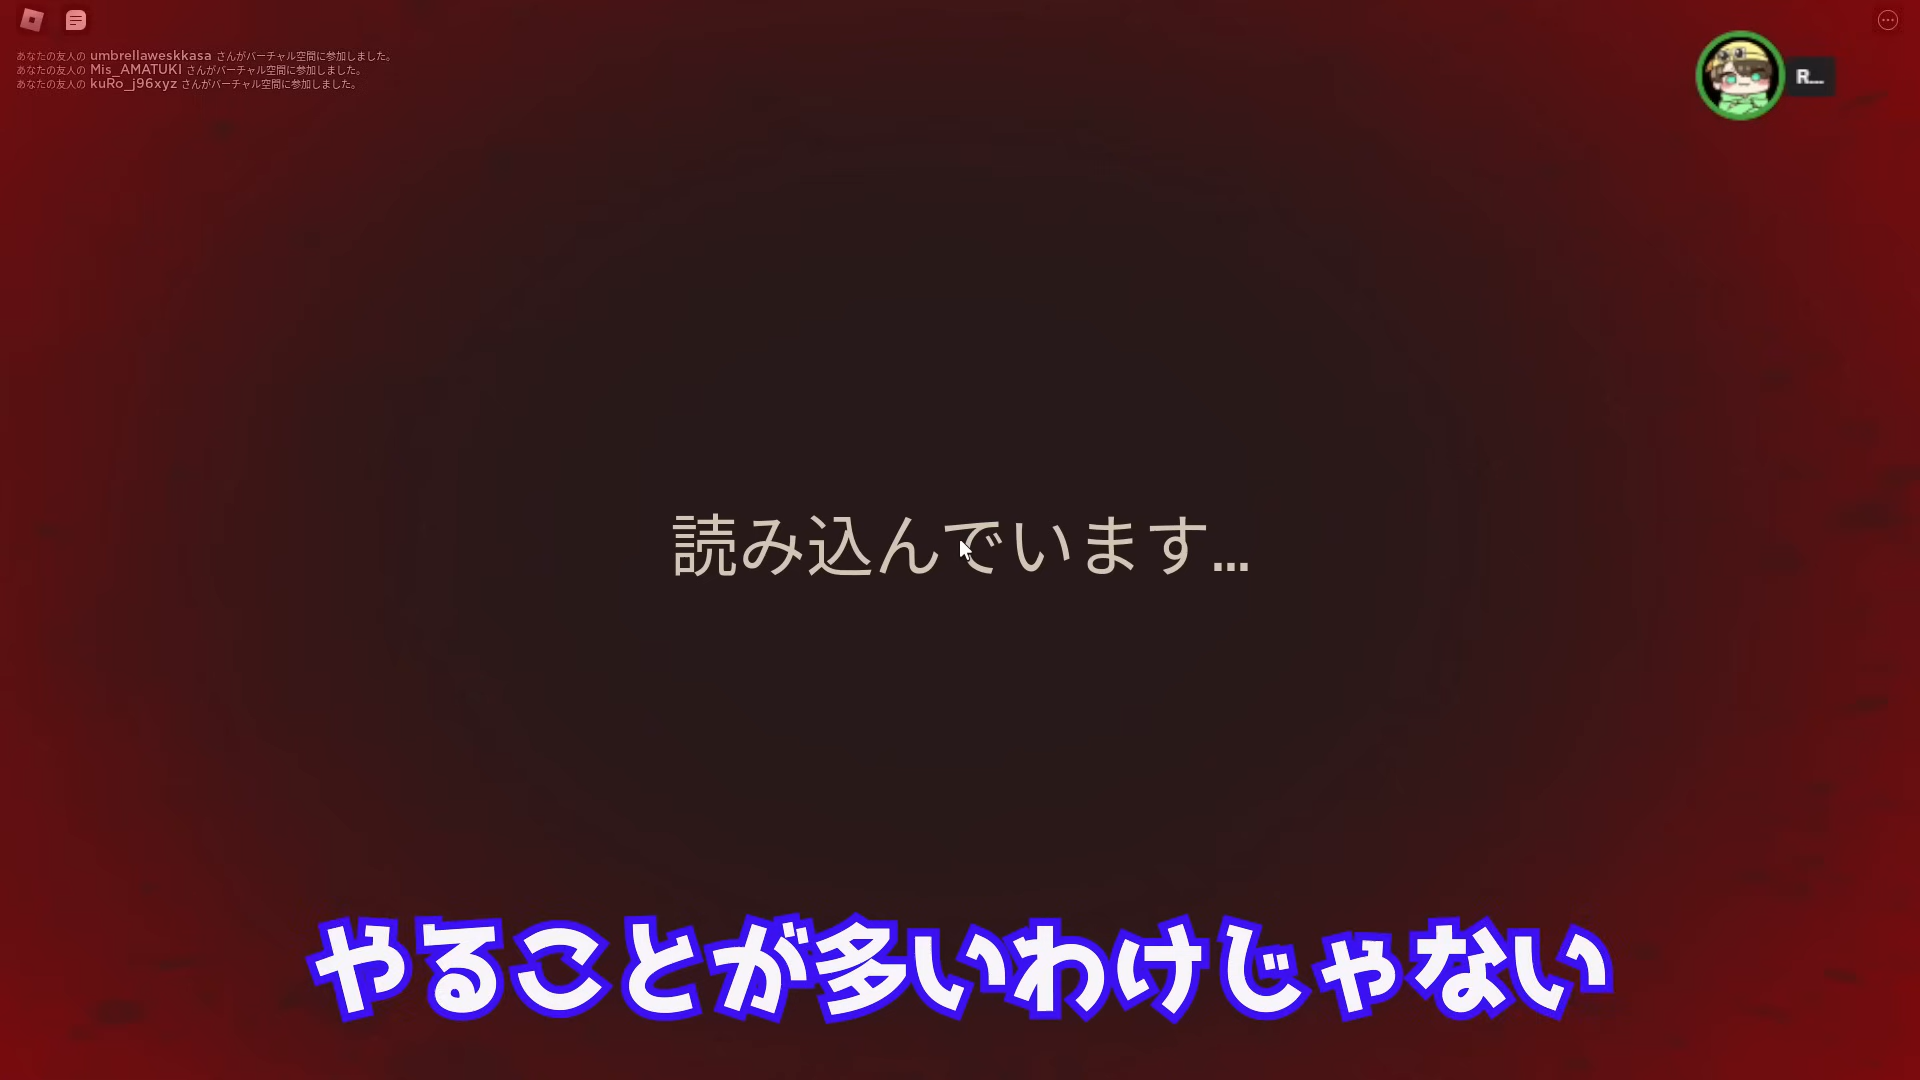 あなたの友人の umbrellaweskkasa さんがバーチャル空間に参加しました。
あなたの友人の Mis_AMATUKI さんがバーチャル空間に参加しました。
あなたの友人の kuRo_j96xyz さんがバーチャル空間に参加しました。
R...
読み込んでいます...
やることが多いわけじゃない